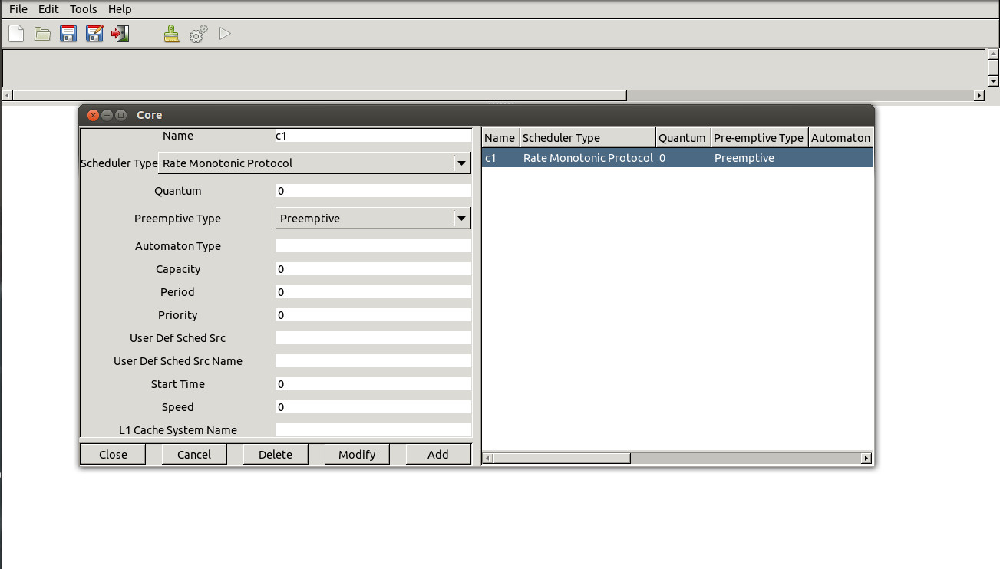 File Edit Tools Help
Core
Name c1
Scheduler Type Rate Monotonic Protocol
Quantum 0
Preemptive Type Preemptive
Automaton Type
Capacity 0
Period 0
Priority 0
User Def Sched Src
User Def Sched Src Name
Start Time 0
Speed 0
L1 Cache System Name
Close Cancel Delete Modify Add
Name Scheduler Type Quantum Pre-emptive Type Automaton
c1 Rate Monotonic Protocol 0 Preemptive